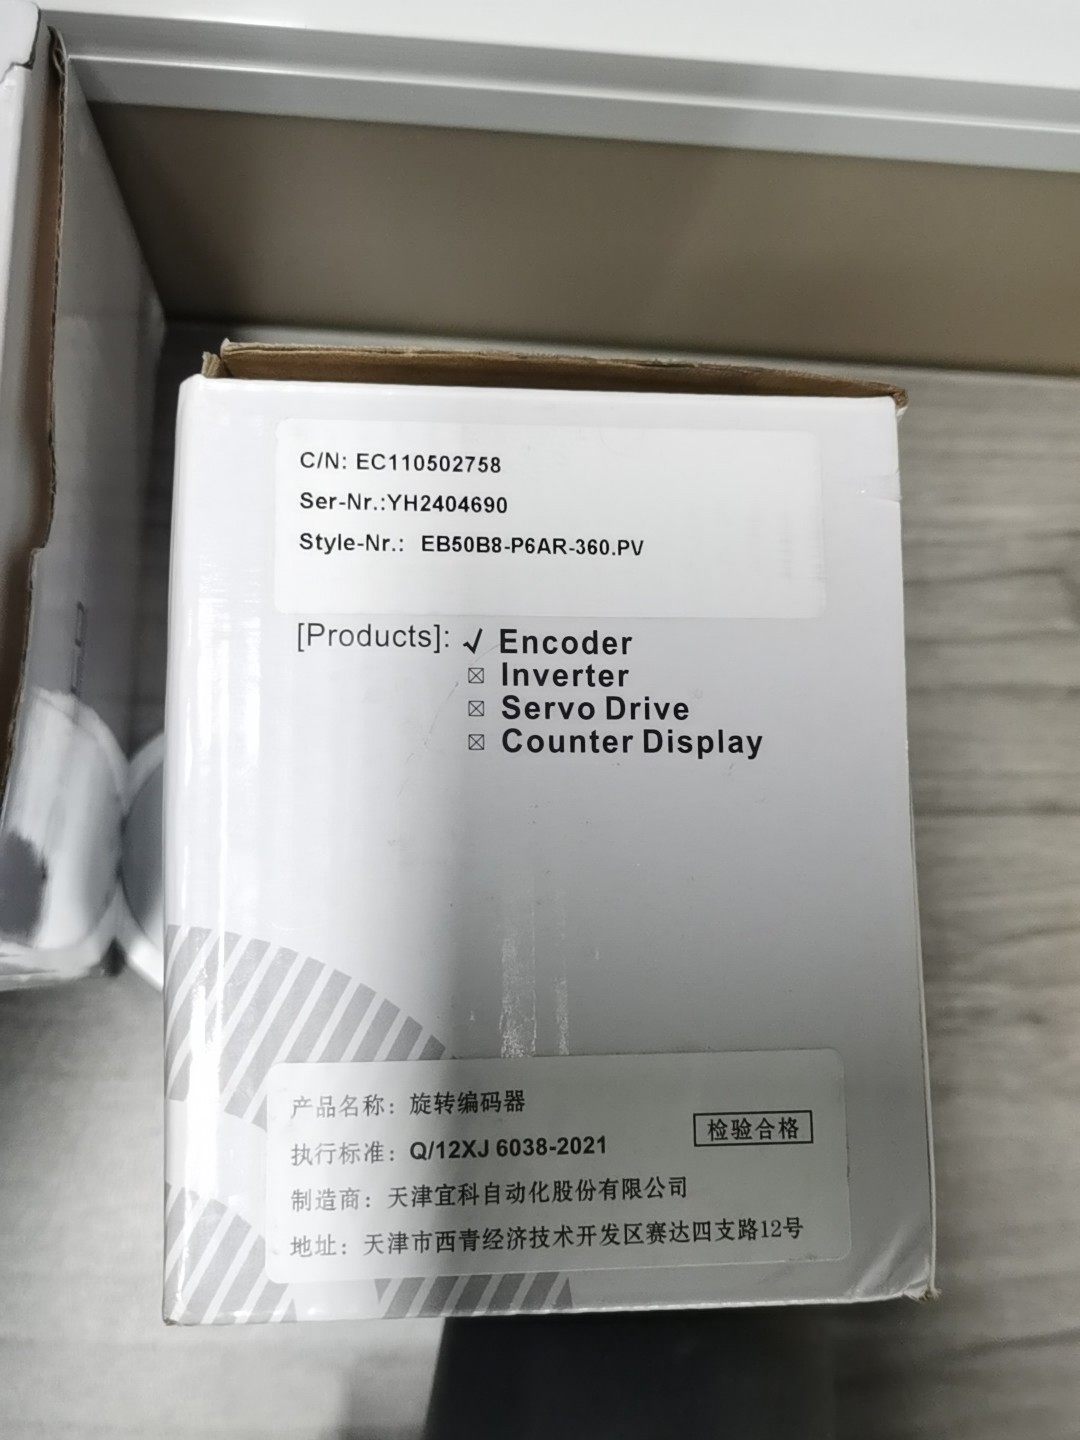 C/N: EC110502758
Ser-Nr.:YH2404690
Style-Nr.: EB50B8-P6AR-360.PV
[Products]: √ Encoder
☒ Inverter
☒ Servo Drive
☒ Counter Display
产品名称：旋转编码器
执行标准：Q/12XJ 6038-2021
检验合格
制造商：天津宜科自动化股份有限公司
地址：天津市西青经济技术开发区赛达四支路12号